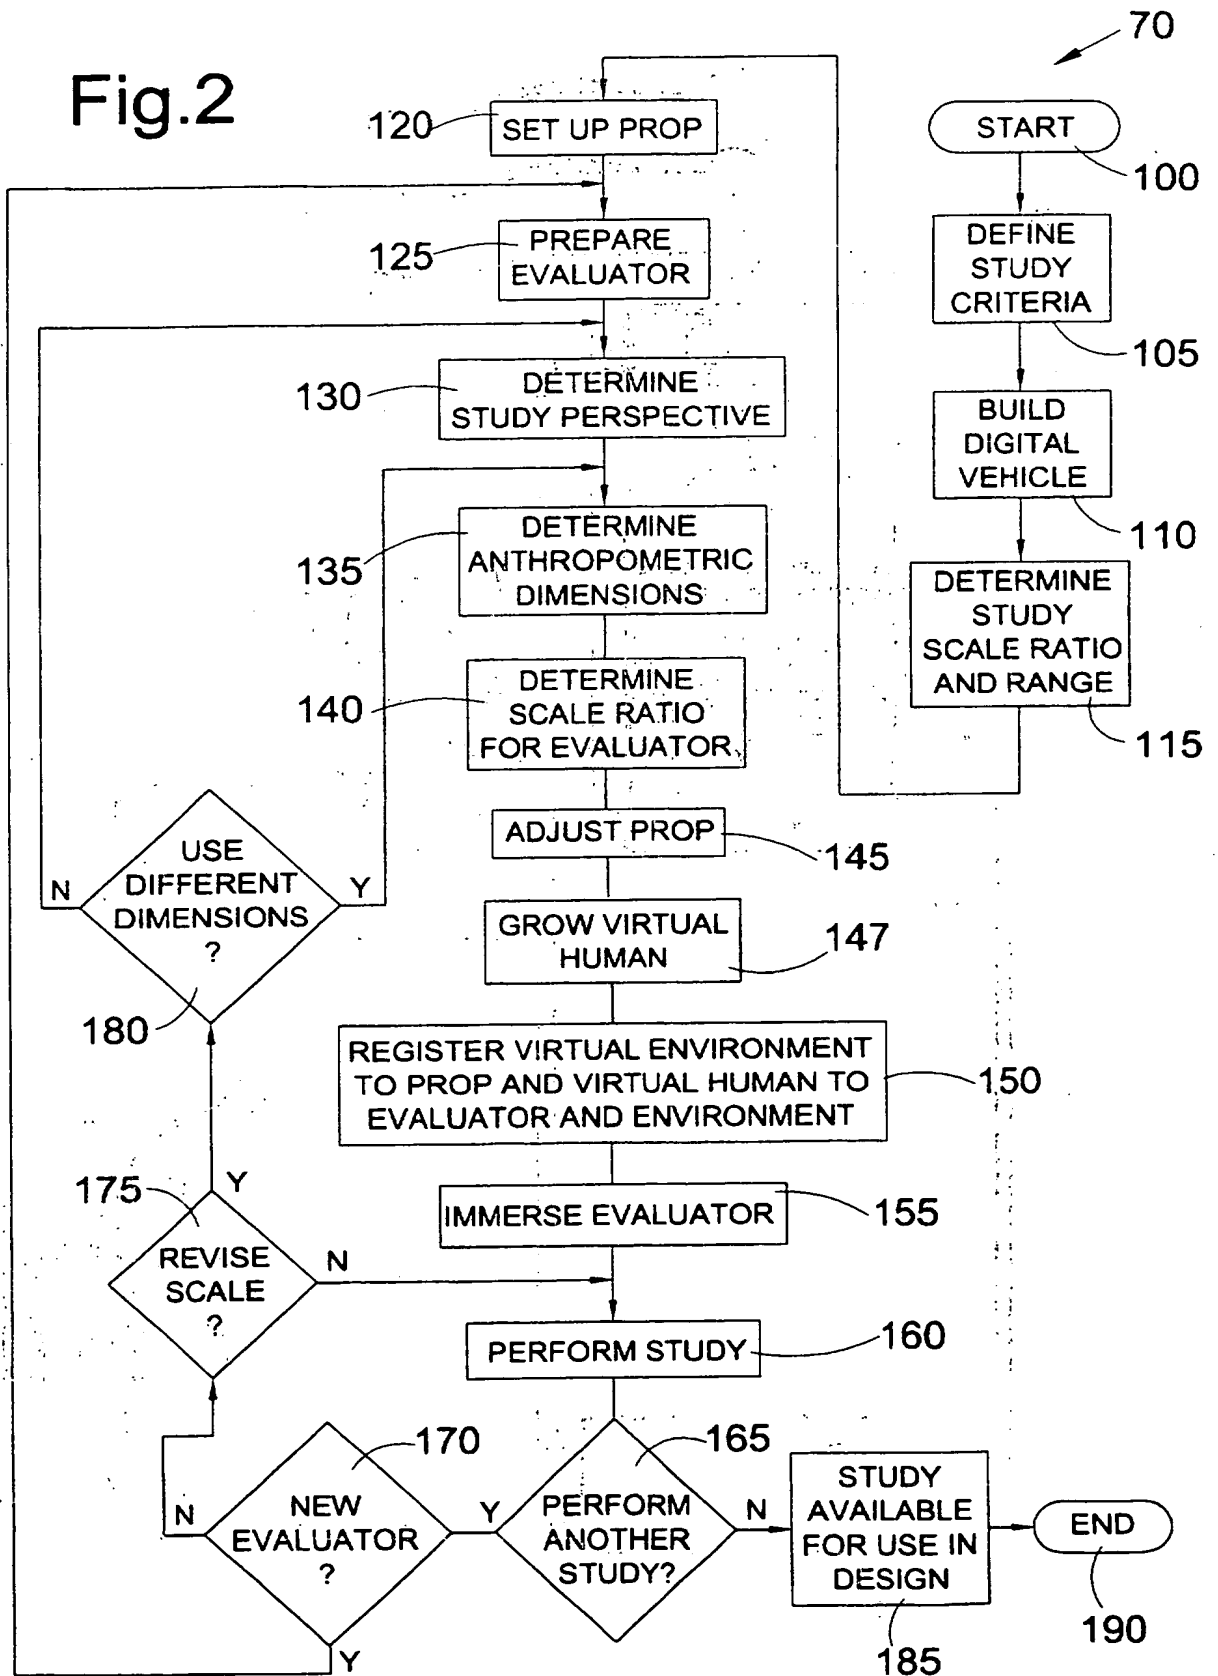 Fig.2
70
START
100
DEFINE
STUDY
CRITERIA
105
BUILD
DIGITAL
VEHICLE
110
DETERMINE
STUDY
SCALE RATIO
AND RANGE
115
120
SET UP PROP
125
PREPARE
EVALUATOR
130
DETERMINE
STUDY PERSPECTIVE
135
DETERMINE
ANTHROPOMETRIC
DIMENSIONS
140
DETERMINE
SCALE RATIO
FOR EVALUATOR
ADJUST PROP
145
GROW VIRTUAL
HUMAN
147
REGISTER VIRTUAL ENVIRONMENT
TO PROP AND VIRTUAL HUMAN TO
EVALUATOR AND ENVIRONMENT
150
IMMERSE EVALUATOR
155
PERFORM STUDY
160
165
PERFORM
ANOTHER
STUDY?
Y
N
170
NEW
EVALUATOR
?
N
Y
175
REVISE
SCALE
?
Y
N
USE
DIFFERENT
DIMENSIONS
?
N
Y
180
STUDY
AVAILABLE
FOR USE IN
DESIGN
185
END
190